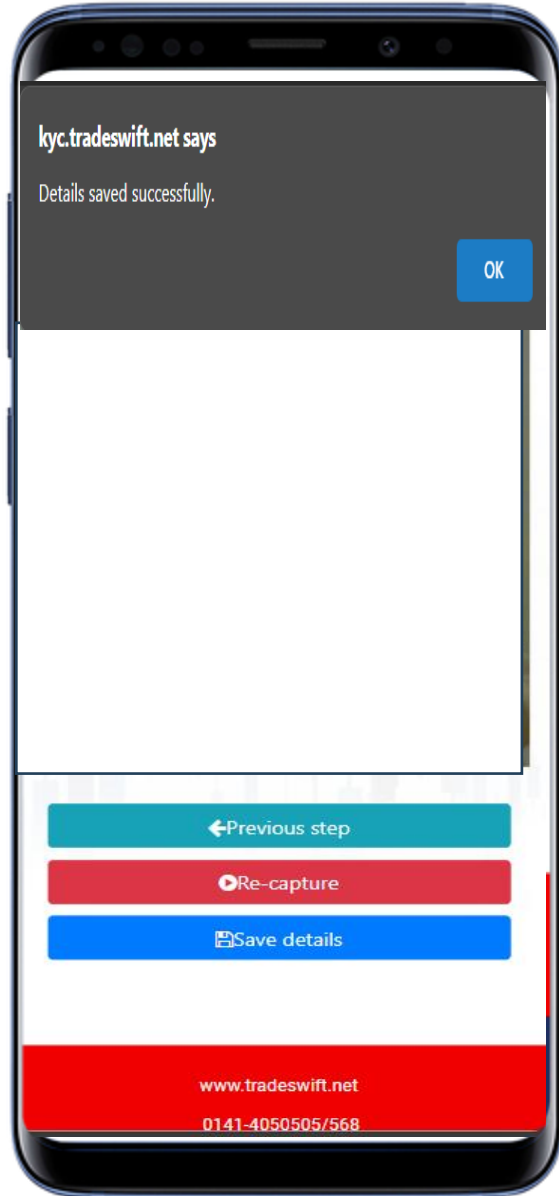 kyc.tradeswift.net says
Details saved successfully.
OK
Previous step
Re-capture
Save details
www.tradeswift.net
0141-4050505/568